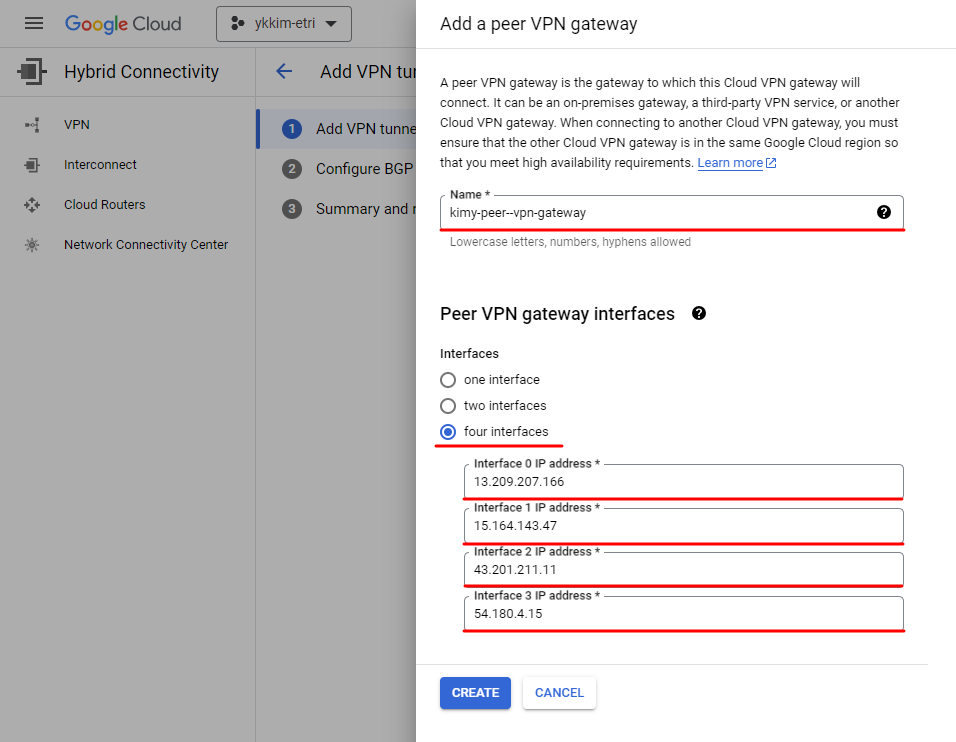 Google Cloud
ykkim-etri
Hybrid Connectivity
VPN
Interconnect
Cloud Routers
Network Connectivity Center
Add VPN tun
1 Add VPN tunne
2 Configure BGP
3 Summary and r
Add a peer VPN gateway
A peer VPN gateway is the gateway to which this Cloud VPN gateway will
connect. It can be an on-premises gateway, a third-party VPN service, or another
Cloud VPN gateway. When connecting to another Cloud VPN gateway, you must
ensure that the other Cloud VPN gateway is in the same Google Cloud region so
that you meet high availability requirements. Learn more
Name *
kimy-peer--vpn-gateway
Lowercase letters, numbers, hyphens allowed
Peer VPN gateway interfaces
Interfaces
one interface
two interfaces
four interfaces
Interface 0 IP address *
13.209.207.166
Interface 1 IP address *
15.164.143.47
Interface 2 IP address *
43.201.211.11
Interface 3 IP address *
54.180.4.15
CREATE CANCEL